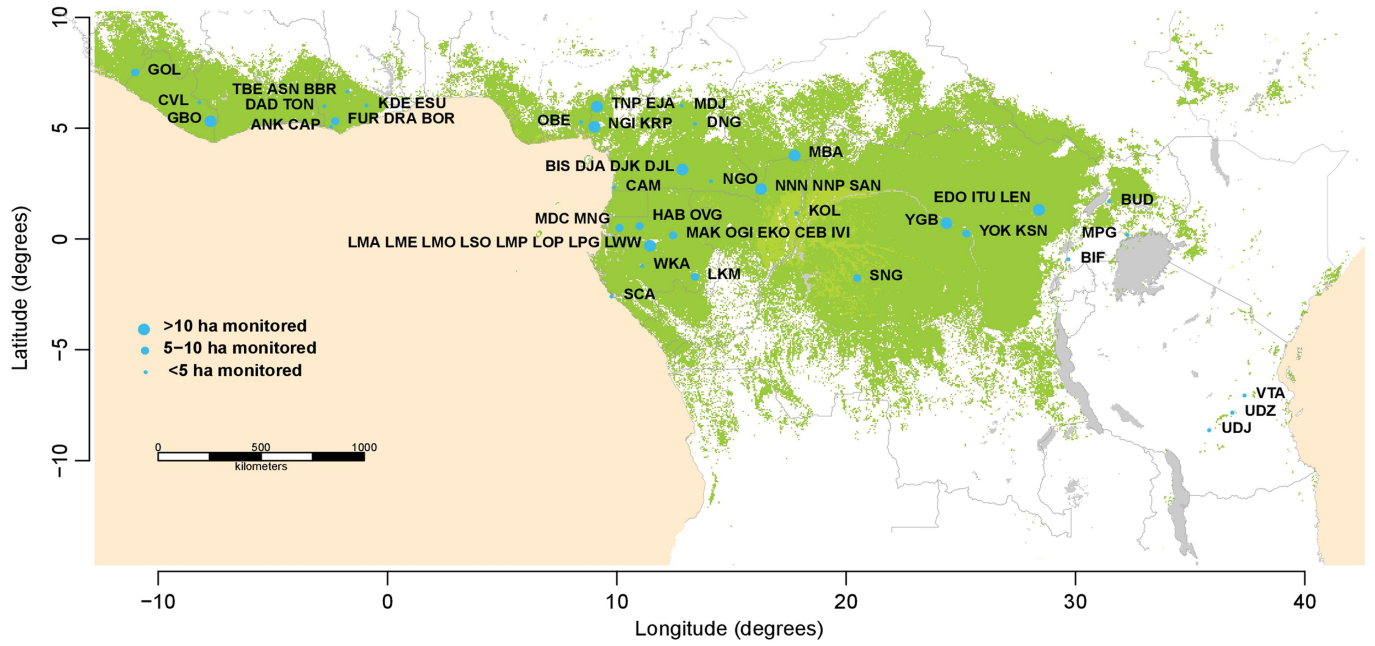 10
5
0
−5
−10
Latitude (degrees)
GOL
CVL
GBO
TBE ASN BBR
DAD TON
ANK CAP
KDE ESU
FUR DRA BOR
OBE
TNP EJA
MDJ
NGI KRP
DNG
MBA
BIS DJA DJK DJL
NGO
NNN NNP SAN
CAM
EDO ITU LEN
BUD
MDC MNG
HAB OVG
KOL
YGB
YOK KSN
MPG
MAK OGI EKO CEB IVI
LMA LME LMO LSO LMP LOP LPG LWW
WKA
LKM
SNG
BIF
SCA
>10 ha monitored
5−10 ha monitored
<5 ha monitored
VTA
UDZ
UDJ
0 500 1000
kilometers
−10 0 10 20 30 40
Longitude (degrees)